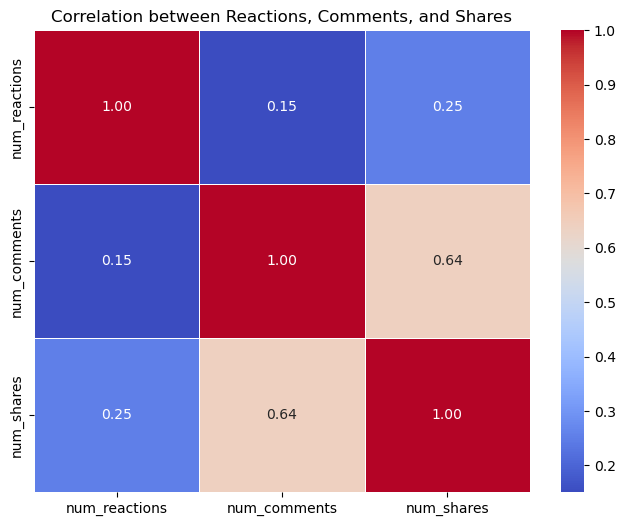 Correlation between Reactions, Comments, and Shares
num_reactions
1.00 0.15 0.25
num_comments
0.15 1.00 0.64
num_shares
0.25 0.64 1.00
num_reactions num_comments num_shares
1.0
0.9
0.8
0.7
0.6
0.5
0.4
0.3
0.2